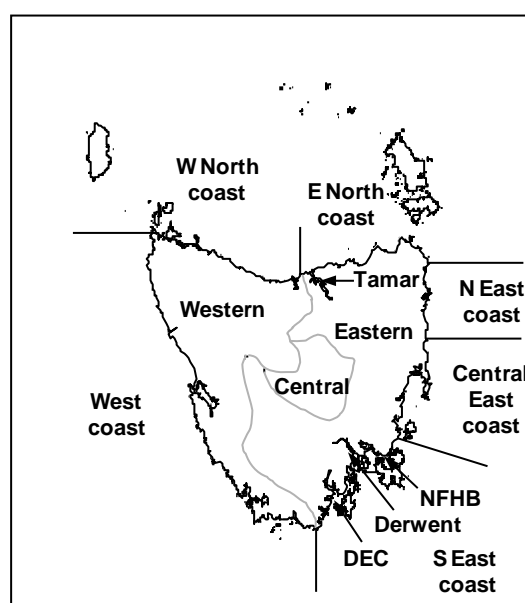 W North
coast
E North
coast
Tamar
N East
coast
Western
Eastern
Central
Central
East
coast
West
coast
NFHB
Derwent
DEC
S East
coast